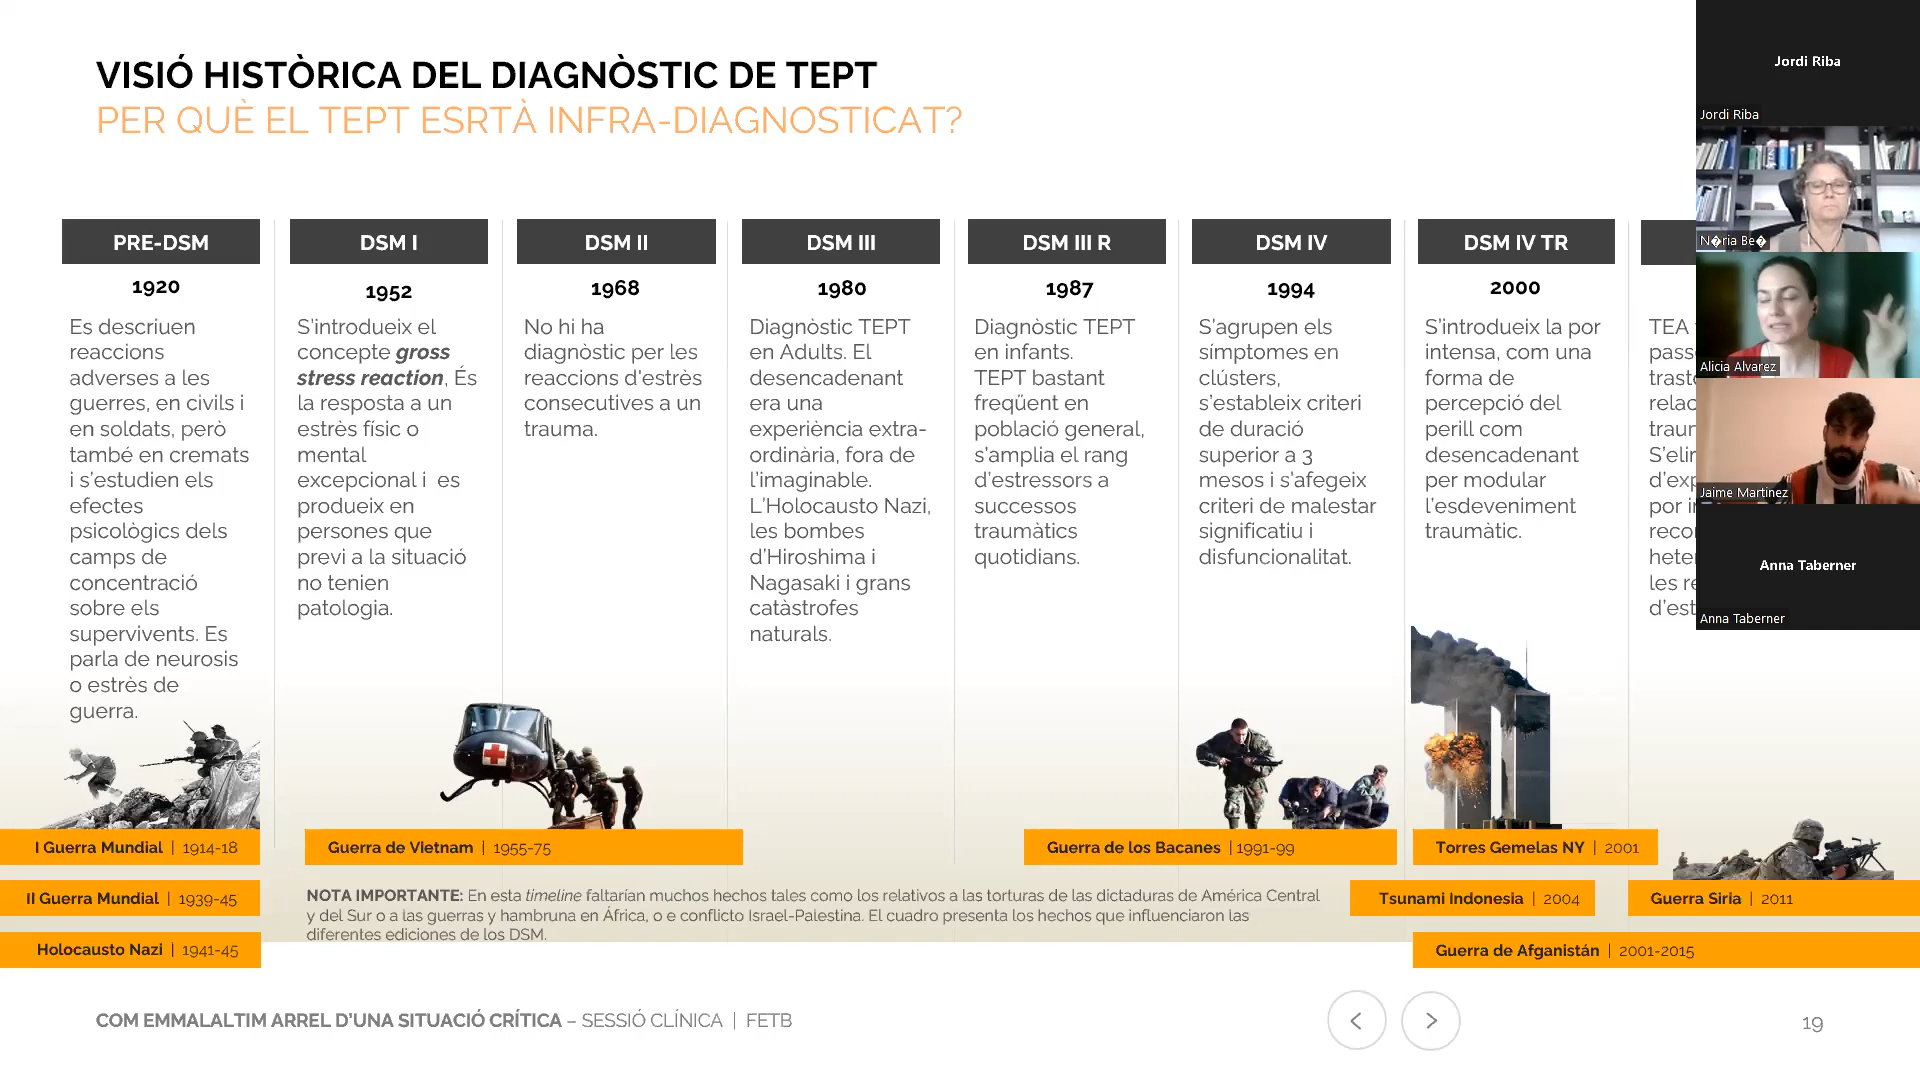 VISIÓ HISTÒRICA DEL DIAGNÒSTIC DE TEPT
PER QUÈ EL TEPT ESRTÀ INFRA-DIAGNOSTICAT?
PRE-DSM
1920
Es descriuen
reaccions
adverses a les
guerres, en civils i
en soldats, però
també en cremats
i s'estudien els
efectes
psicològics dels
camps de
concentració
sobre els
supervivents. Es
parla de neurosis
o estrès de
guerra.
DSM I
1952
S'introdueix el
concepte gross
stress reaction, És
la resposta a un
estrès físic o
mental
excepcional i es
produeix en
persones que
previ a la situació
no tenien
patologia.
DSM II
1968
No hi ha
diagnòstic per les
reaccions d'estrès
consecutives a un
trauma.
DSM III
1980
Diagnòstic TEPT
en Adults. El
desencadenant
era una
experiència extra-
ordinària, fora de
l'imaginable.
L'Holocausto Nazi,
les bombes
d'Hiroshima i
Nagasaki i grans
catàstrofes
naturals.
DSM III R
1987
Diagnòstic TEPT
en infants.
TEPT bastant
freqüent en
població general,
s'amplia el rang
d'estressors a
successos
traumàtics
quotidians.
DSM IV
1994
S'agrupen els
símptomes en
clústers,
s'estableix criteri
de duració
superior a 3
mesos i s'afegeix
criteri de malestar
significatiu i
disfuncionalitat.
DSM IV TR
2000
S'introdueix la por
intensa, com una
forma de
percepció del
perill com
desencadenant
per modular
l'esdeveniment
traumàtic.
TEA
pass
trast
relac
traur
S'elir
d'exp
por i
reco
heter
les re
d'est
Jordi Riba
Jordi Riba
N�ria Be�
Alicia Alvarez
Jaime Martinez
Anna Taberner
Anna Taberner
I Guerra Mundial | 1914-18
II Guerra Mundial | 1939-45
Holocausto Nazi | 1941-45
Guerra de Vietnam | 1955-75
Guerra de los Bacanes | 1991-99
Torres Gemelas NY | 2001
Tsunami Indonesia | 2004
Guerra Siria | 2011
Guerra de Afganistán | 2001-2015
NOTA IMPORTANTE: En esta timeline faltarían muchos hechos tales como los relativos a las torturas de las dictaduras de América Central
y del Sur o a las guerras y hambruna en África, o e conflicto Israel-Palestina. El cuadro presenta los hechos que influenciaron las
diferentes ediciones de los DSM.
COM EMMALALTIM ARREL D'UNA SITUACIÓ CRÍTICA – SESSIÓ CLÍNICA | FETB
19